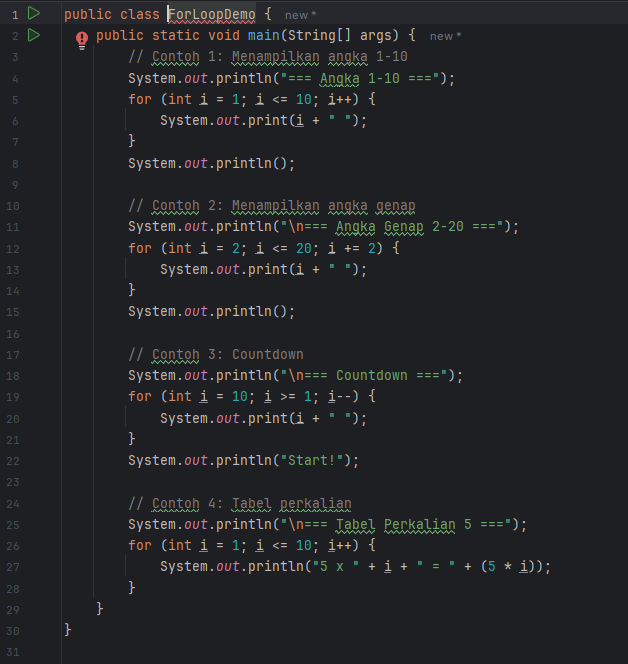 1 public class ForLoopDemo { new *
2 public static void main(String[] args) { new *
3 // Contoh 1: Menampilkan angka 1-10
4 System.out.println("=== Angka 1-10 ===");
5 for (int i = 1; i <= 10; i++) {
6 System.out.print(i + " ");
7 }
8 System.out.println();
9
10 // Contoh 2: Menampilkan angka genap
11 System.out.println("\n=== Angka Genap 2-20 ===");
12 for (int i = 2; i <= 20; i += 2) {
13 System.out.print(i + " ");
14 }
15 System.out.println();
16
17 // Contoh 3: Countdown
18 System.out.println("\n=== Countdown ===");
19 for (int i = 10; i >= 1; i--) {
20 System.out.print(i + " ");
21 }
22 System.out.println("Start!");
23
24 // Contoh 4: Tabel perkalian
25 System.out.println("\n=== Tabel Perkalian 5 ===");
26 for (int i = 1; i <= 10; i++) {
27 System.out.println("5 x " + i + " = " + (5 * i));
28 }
29 }
30 }
31